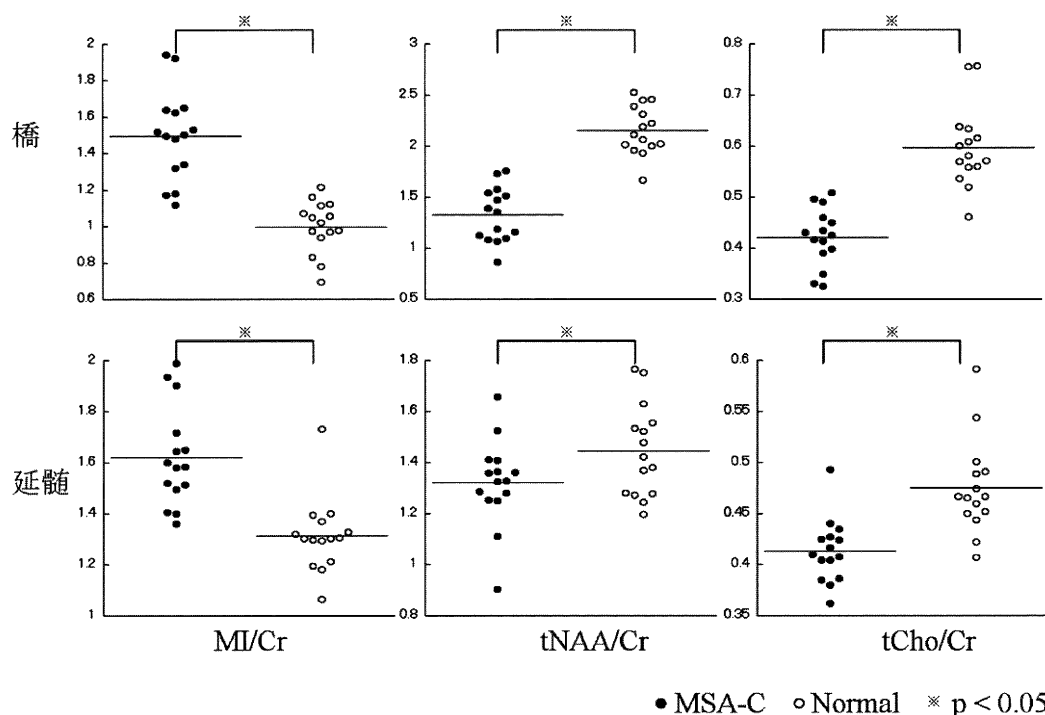 ※ ※ ※
2 3 0.8
1.8 2.5 0.7
橋
1.6 2 0.6
1.4
1.2 1.5 0.5
1 1 0.4
0.8
0.6 0.5 0.3
※ ※ ※
2 1.8 0.6
1.8 1.6 0.55
1.6 1.4 0.5
延髄
1.4 1.2 0.45
1.2 1 0.4
1 0.8 0.35
MI/Cr tNAA/Cr tCho/Cr
● MSA-C ○ Normal ※ p < 0.05